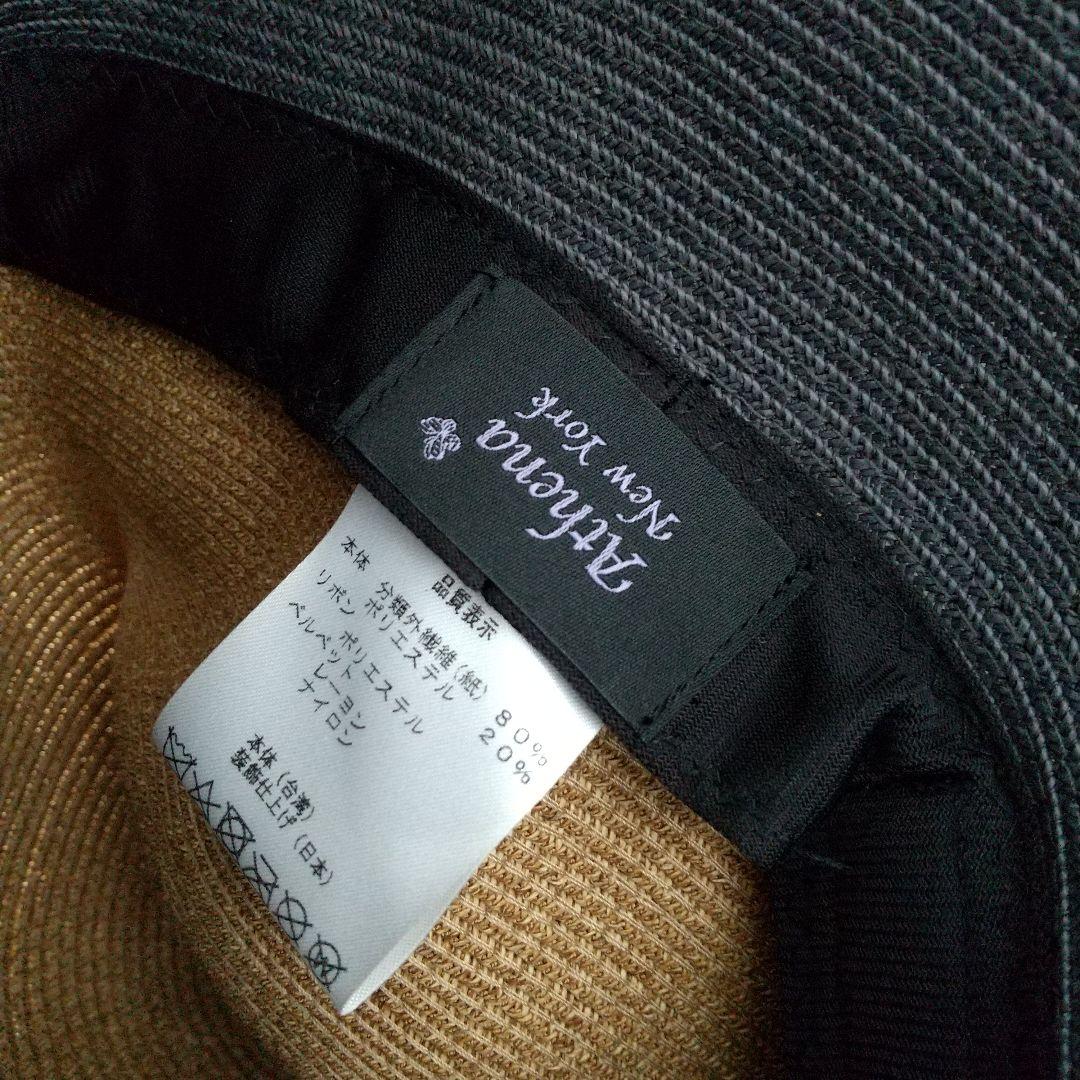 Athena
New York
品質表示
本体 分類外繊維(紙) 80%
ポリエステル 20%
リボン ポリエステル
ベルベット レーヨン
ナイロン
本体(台湾)
装飾仕上げ(日本)